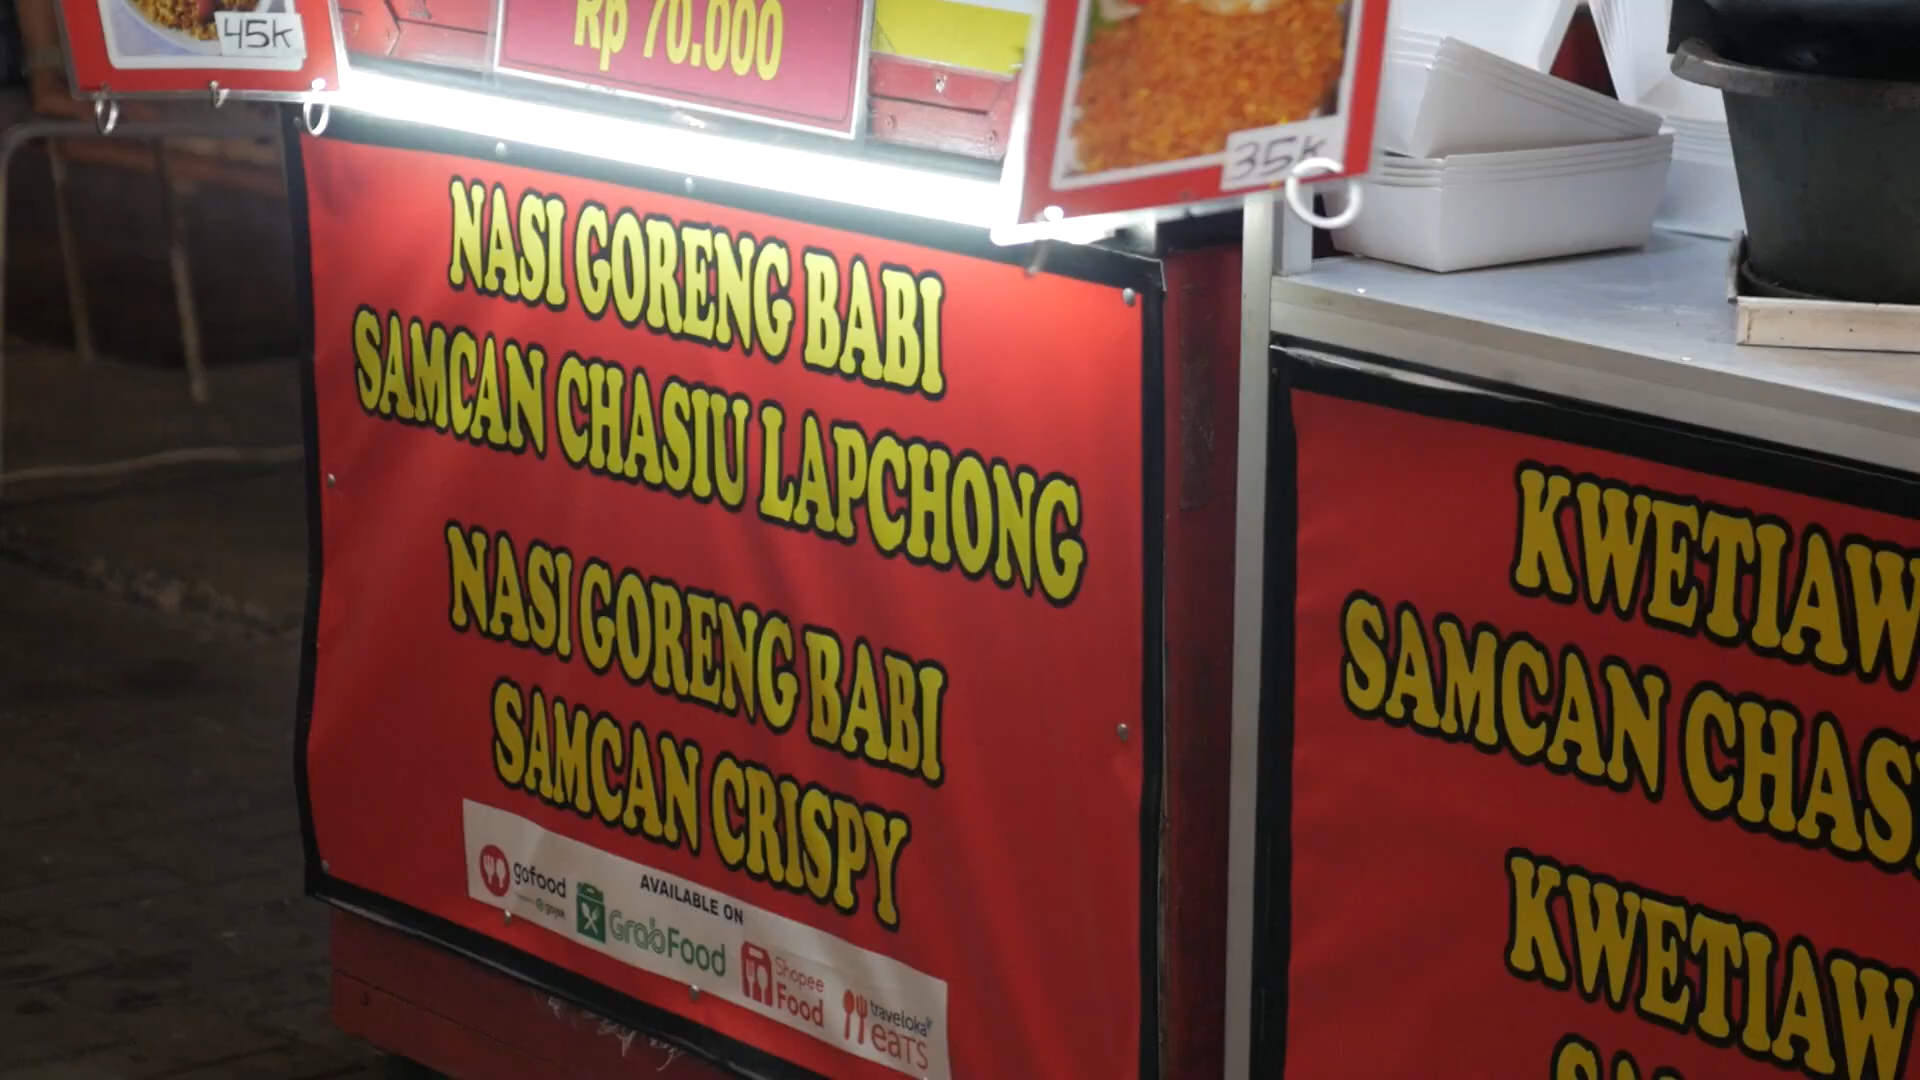 45k
Rp 70.000
35k
NASI GORENG BABI
SAMCAN CHASIU LAPCHONG
NASI GORENG BABI
SAMCAN CRISPY
AVAILABLE ON
gofood
gojek
GrabFood
Shopee
Food
traveloka
eats
KWETIAW
SAMCAN CHAS
KWETIAW